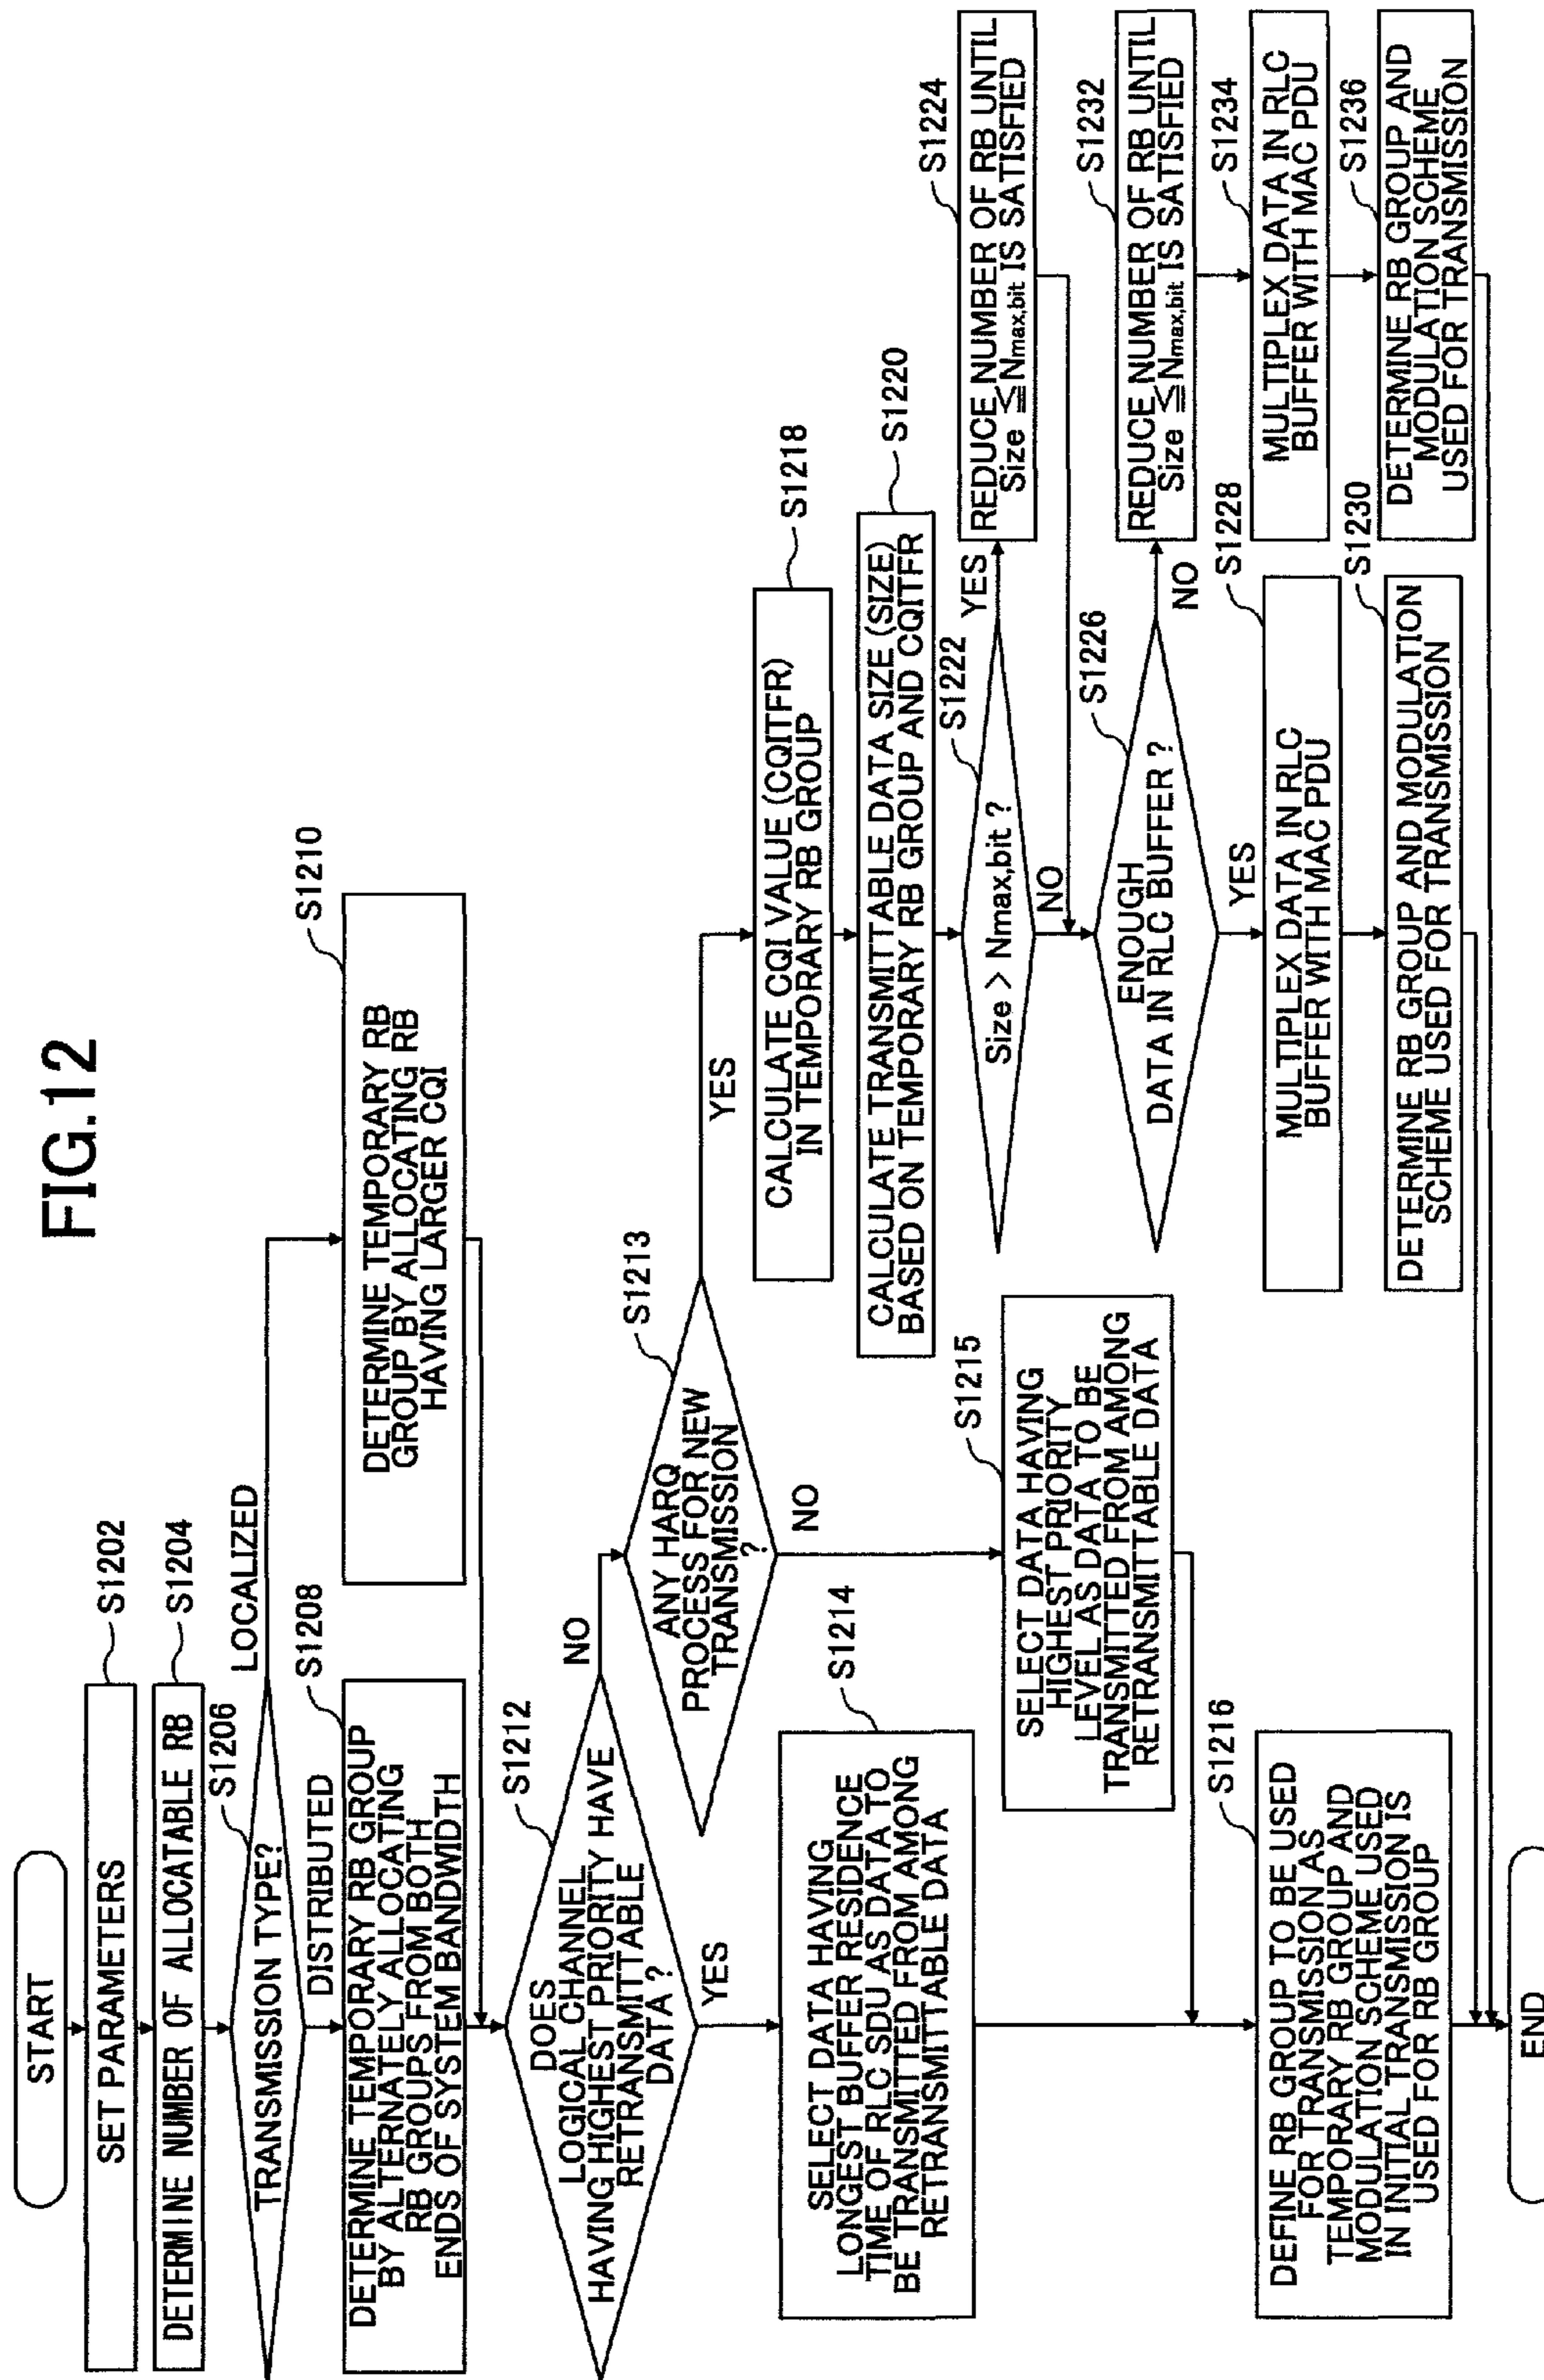 FIG.12
START
SET PARAMETERS
S1202
DETERMINE NUMBER OF ALLOCATABLE RB
S1204
TRANSMISSION TYPE?
S1206
LOCALIZED
DISTRIBUTED
S1208
DETERMINE TEMPORARY RB GROUP
BY ALTERNATELY ALLOCATING
RB GROUPS FROM BOTH
ENDS OF SYSTEM BANDWIDTH
S1210
DETERMINE TEMPORARY RB
GROUP BY ALLOCATING RB
HAVING LARGER CQI
S1212
DOES
LOGICAL CHANNEL
HAVING HIGHEST PRIORITY HAVE
RETRANSMITTABLE
DATA ?
NO
YES
S1213
ANY HARQ
PROCESS FOR NEW
TRANSMISSION
?
YES
NO
S1214
SELECT DATA HAVING
LONGEST BUFFER RESIDENCE
TIME OF RLC SDU AS DATA TO
BE TRANSMITTED FROM AMONG
RETRANSMITTABLE DATA
S1215
SELECT DATA HAVING
HIGHEST PRIORITY
LEVEL AS DATA TO BE
TRANSMITTED FROM AMONG
RETRANSMITTABLE DATA
S1216
DEFINE RB GROUP TO BE USED
FOR TRANSMISSION AS
TEMPORARY RB GROUP AND
MODULATION SCHEME USED
IN INITIAL TRANSMISSION IS
USED FOR RB GROUP
S1218
CALCULATE CQI VALUE (CQITFR)
IN TEMPORARY RB GROUP
S1220
CALCULATE TRANSMITTABLE DATA SIZE (SIZE)
BASED ON TEMPORARY RB GROUP AND CQITFR
S1222
Size > Nmax,bit ?
YES
NO
S1224
REDUCE NUMBER OF RB UNTIL
Size ≦Nmax,bit IS SATISFIED
S1226
ENOUGH
DATA IN RLC BUFFER ?
NO
YES
S1228
MULTIPLEX DATA IN RLC
BUFFER WITH MAC PDU
S1230
DETERMINE RB GROUP AND MODULATION
SCHEME USED FOR TRANSMISSION
S1232
REDUCE NUMBER OF RB UNTIL
Size ≦Nmax,bit IS SATISFIED
S1234
MULTIPLEX DATA IN RLC
BUFFER WITH MAC PDU
S1236
DETERMINE RB GROUP AND
MODULATION SCHEME
USED FOR TRANSMISSION
END